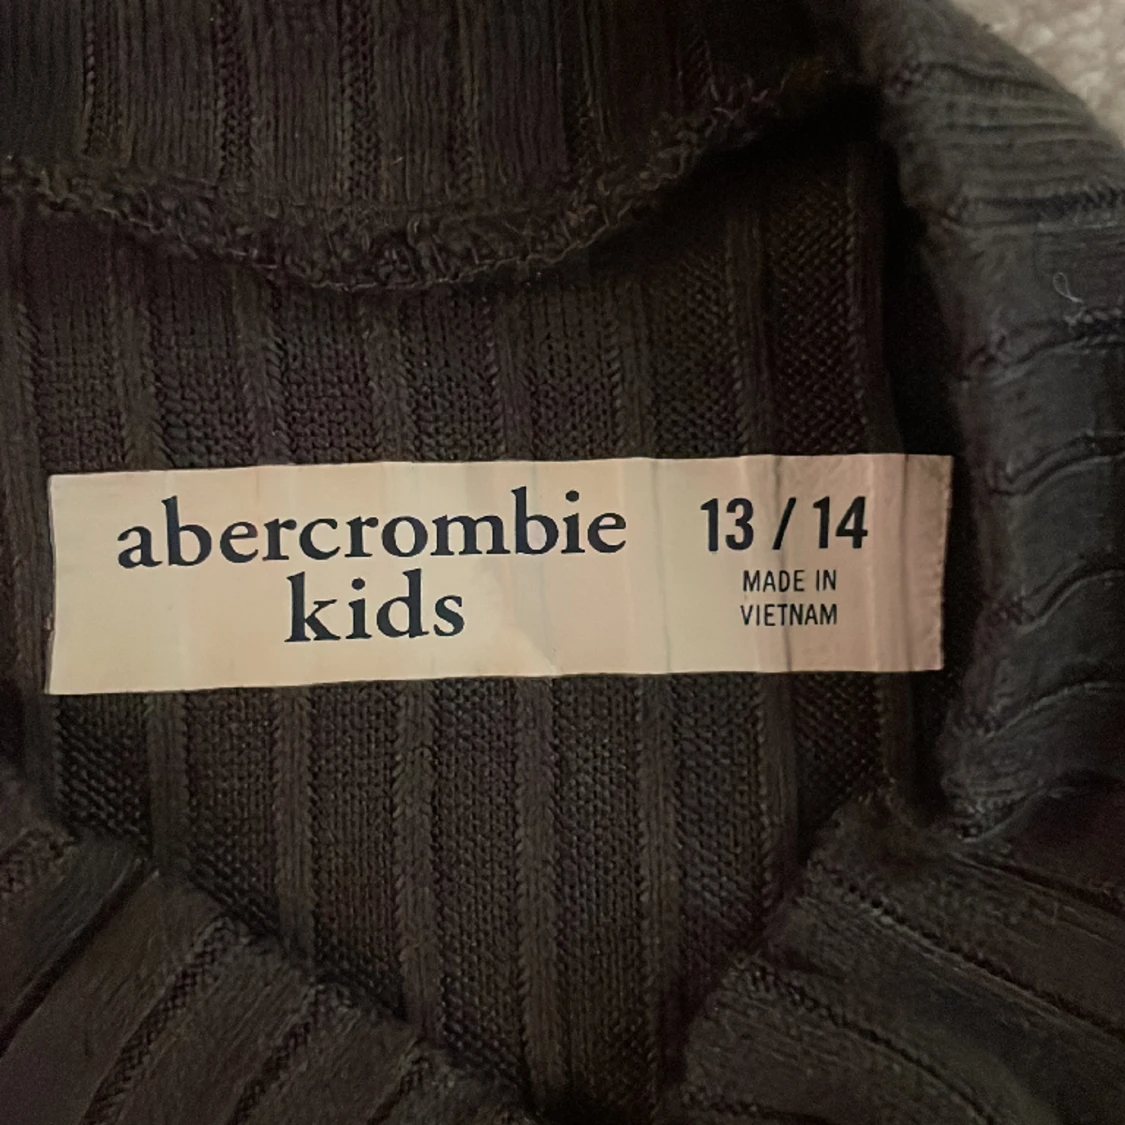 abercrombie
kids
13 / 14
MADE IN
VIETNAM